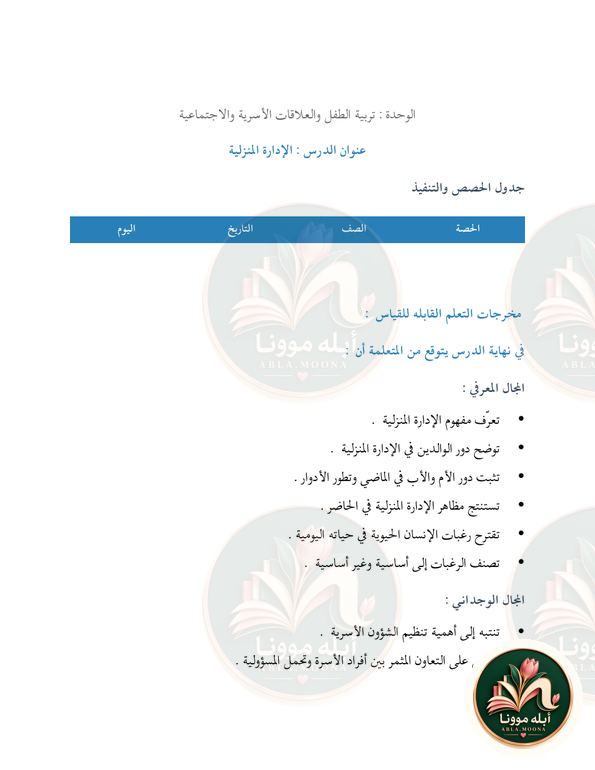 الوحدة : تربية الطفل والعلاقات الأسرية والاجتماعية
عنوان الدرس : الإدارة المنزلية
جدول الحصص والتنفيذ
الحصة الصف التاريخ اليوم
مخرجات التعلم القابله للقياس :
في نهاية الدرس يتوقع من المتعلمة أن :
أبله موونا
ABLA.MOONA
المجال المعرفي :
• تعرّف مفهوم الإدارة المنزلية .
• توضح دور الوالدين في الإدارة المنزلية .
• تثبت دور الأم والأب في الماضي وتطور الأدوار .
• تستنتج مظاهر الإدارة المنزلية في الحاضر .
• تقترح رغبات الإنسان الحيوية في حياته اليومية .
• تصنف الرغبات إلى أساسية وغير أساسية .
المجال الوجداني :
• تنتبه إلى أهمية تنظيم الشؤون الأسرية .
على التعاون المثمر بين أفراد الأسرة وتحمل المسؤولية .
أبله موونا
ABLA.MOONA